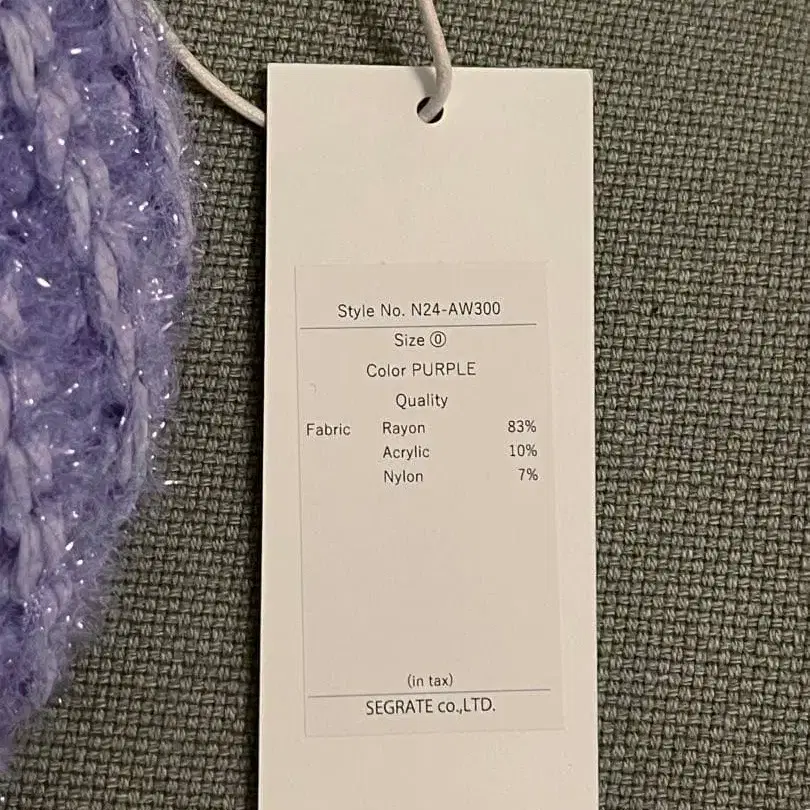 Style No. N24-AW300
Size ⓪
Color PURPLE
Quality
Fabric Rayon 83%
Acrylic 10%
Nylon 7%
(in tax)
SEGRATE co.,LTD.